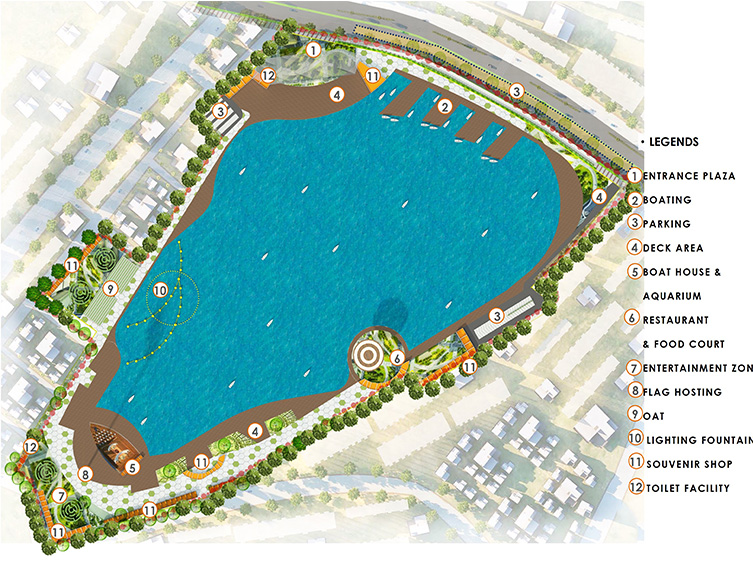 • LEGENDS
1 ENTRANCE PLAZA
2 BOATING
3 PARKING
4 DECK AREA
5 BOAT HOUSE &
AQUARIUM
6 RESTAURANT
& FOOD COURT
7 ENTERTAINMENT ZON
8 FLAG HOSTING
9 OAT
10 LIGHTING FOUNTAIN
11 SOUVENIR SHOP
12 TOILET FACILITY
1
12
11
4
3
2
3
4
11
9
10
3
6
11
4
11
5
8
12
7
11
11